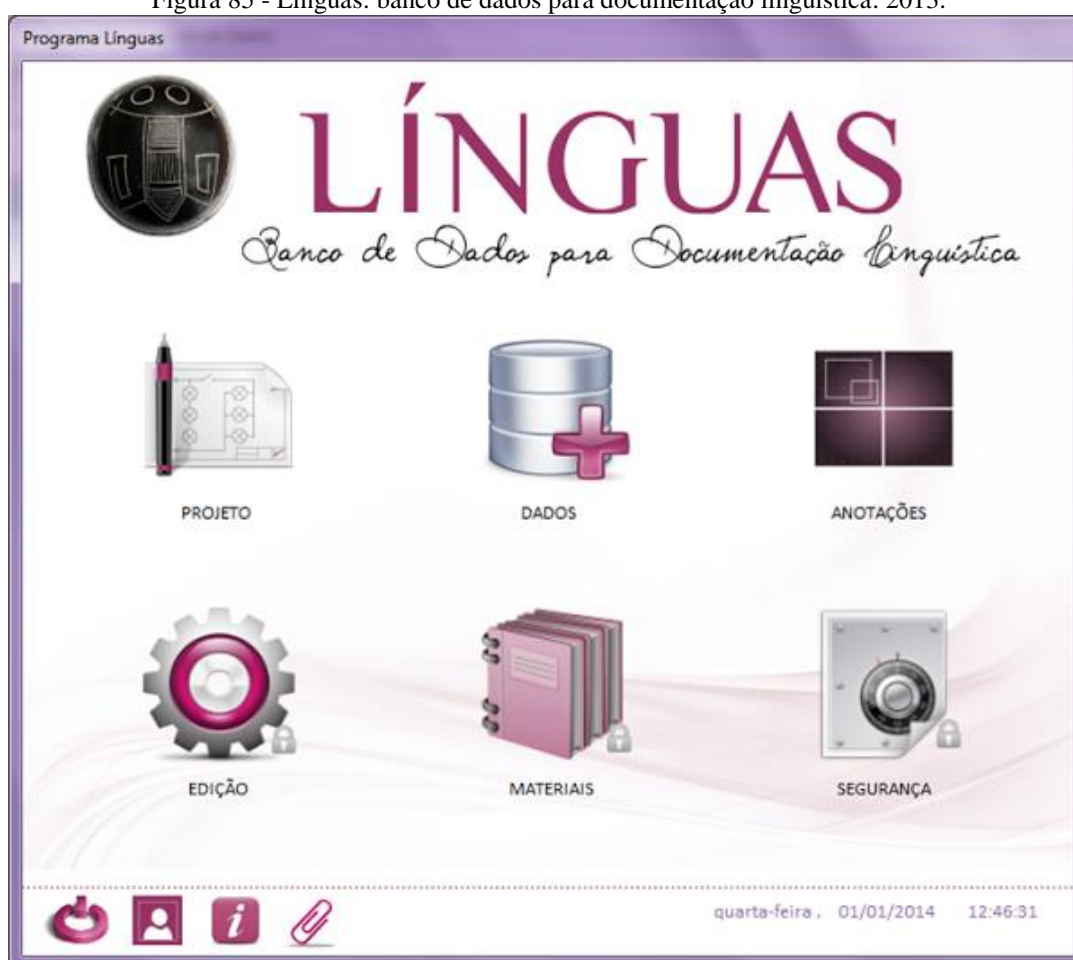 Figura 85 - Línguas: banco de dados para documentação linguística. 2013.
Programa Línguas
LÍNGUAS
Banco de Dados para Documentação Linguística
PROJETO
DADOS
ANOTAÇÕES
EDIÇÃO
MATERIAIS
SEGURANÇA
i
quarta-feira , 01/01/2014 12:46:31